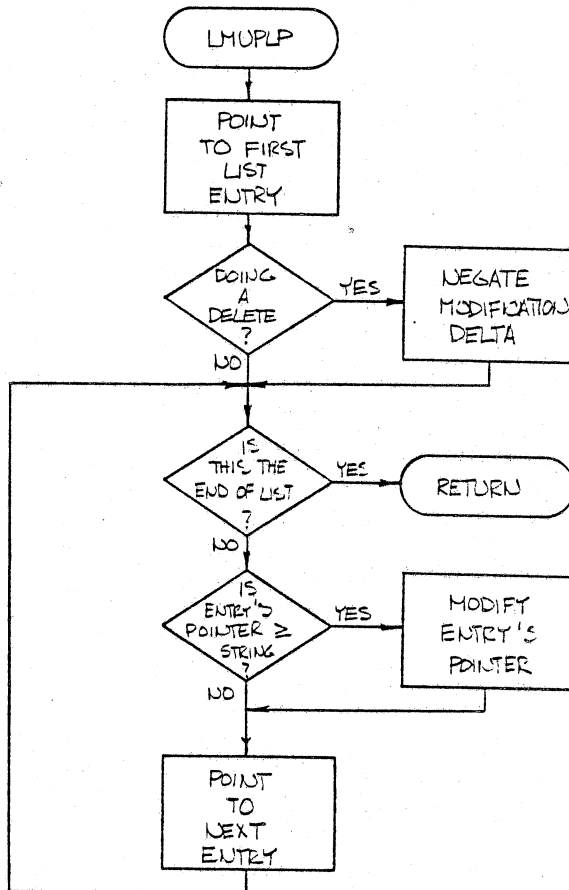 LMUPLP
POINT
TO FIRST
LIST
ENTRY
DOING
A
DELETE
?
YES
NO
NEGATE
MODIFICATION
DELTA
IS
THIS THE
END OF LIST
?
YES
NO
RETURN
IS
ENTRY'S
POINTER ≥
STRING
?
YES
NO
MODIFY
ENTRY'S
POINTER
POINT
TO
NEXT
ENTRY